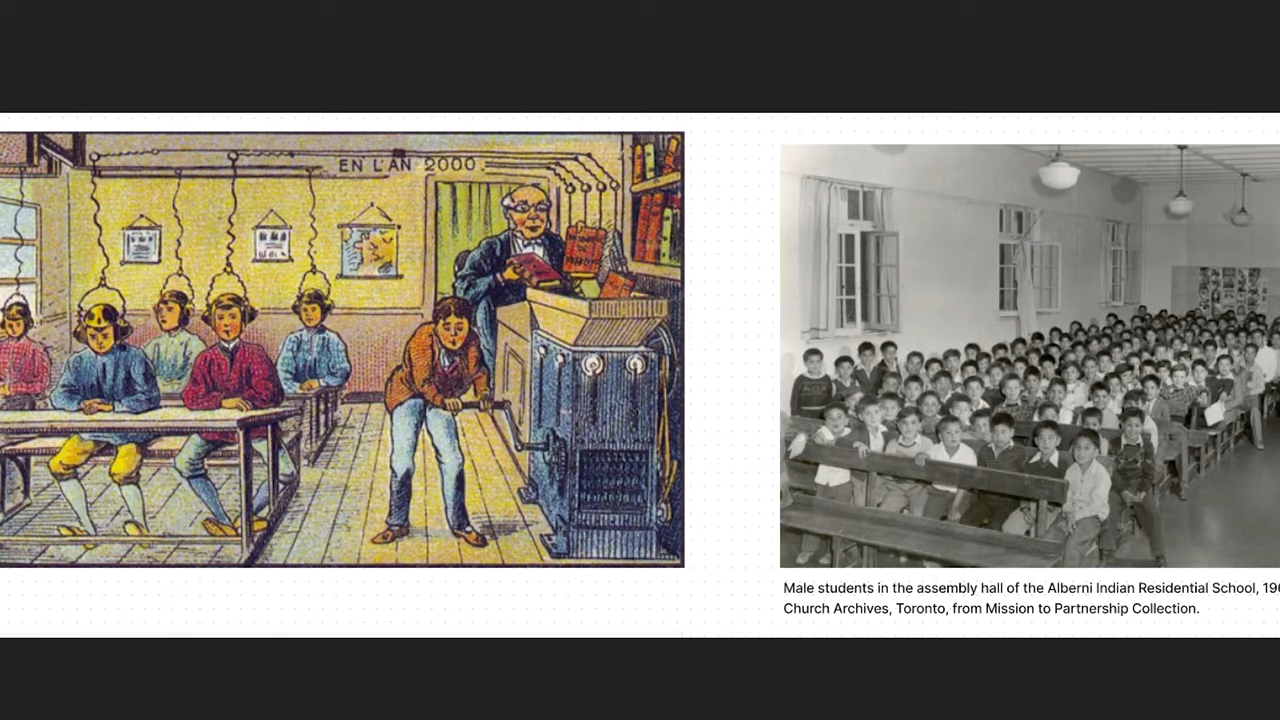 EN L'AN 2000
Male students in the assembly hall of the Alberni Indian Residential School, 196
Church Archives, Toronto, from Mission to Partnership Collection.